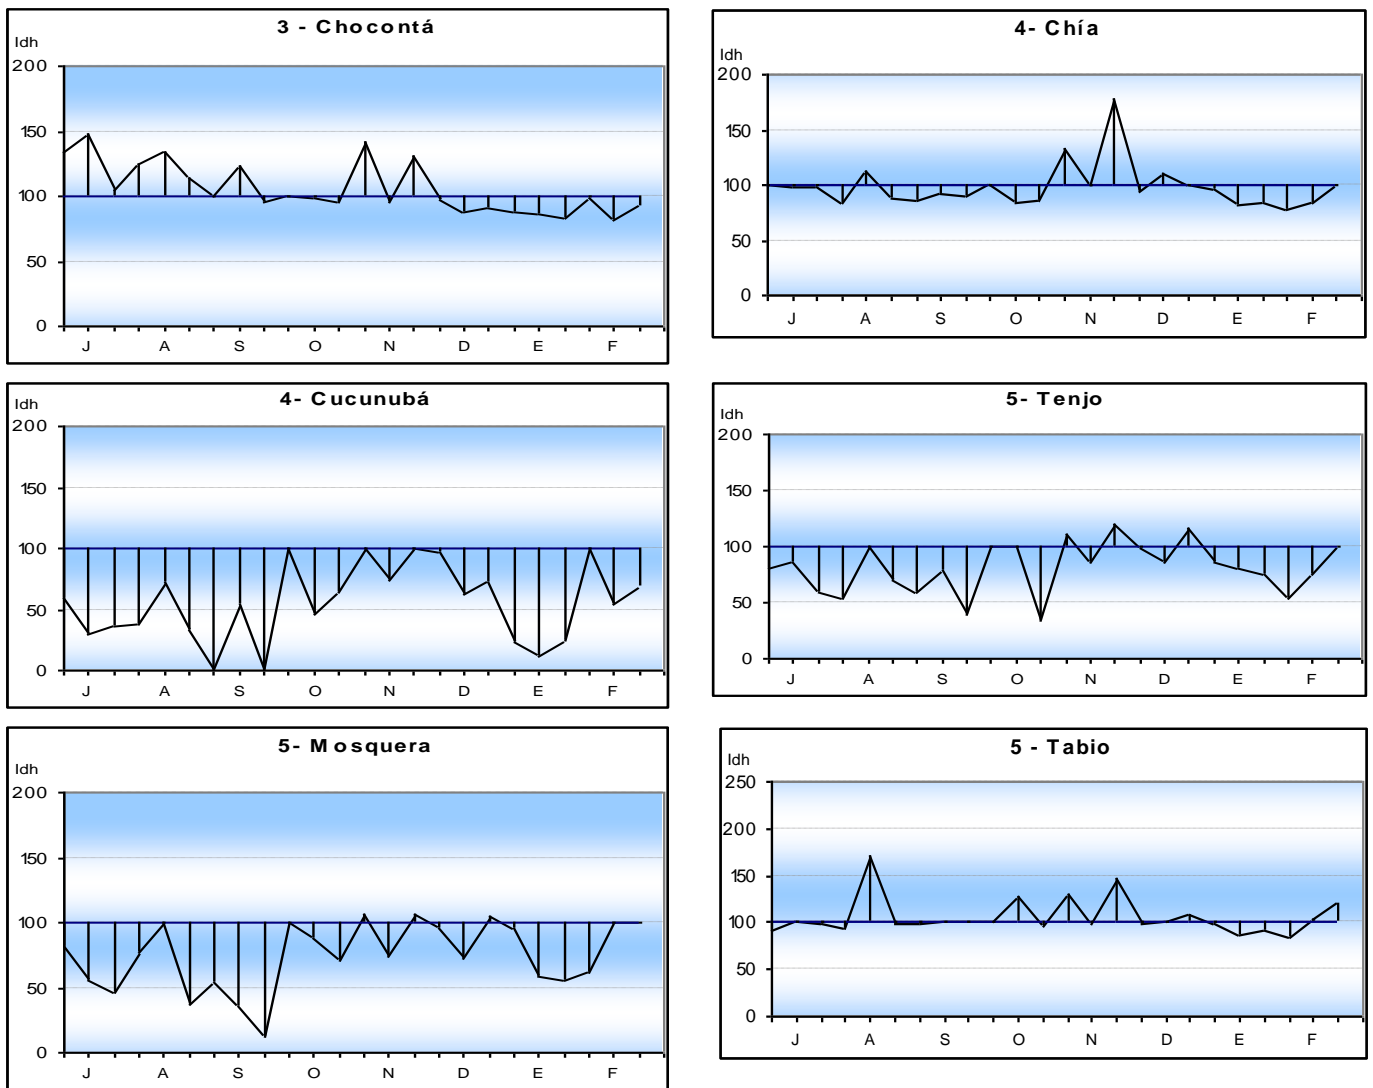 3 - Chocontá
Idh
200
150
100
50
0
J A S O N D E F
4- Chía
Idh
200
150
100
50
0
J A S O N D E F
4- Cucunubá
Idh
200
150
100
50
0
J A S O N D E F
5- Tenjo
Idh
200
150
100
50
0
J A S O N D E F
5- Mosquera
Idh
200
150
100
50
0
J A S O N D E F
5 - Tabio
Idh
250
200
150
100
50
0
J A S O N D E F